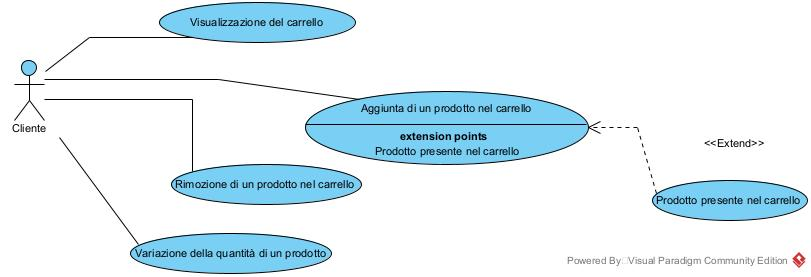 Visualizzazione del carrello
Cliente
Aggiunta di un prodotto nel carrello
extension points
Prodotto presente nel carrello
<<Extend>>
Rimozione di un prodotto nel carrello
Prodotto presente nel carrello
Variazione della quantità di un prodotto
Powered By Visual Paradigm Community Edition